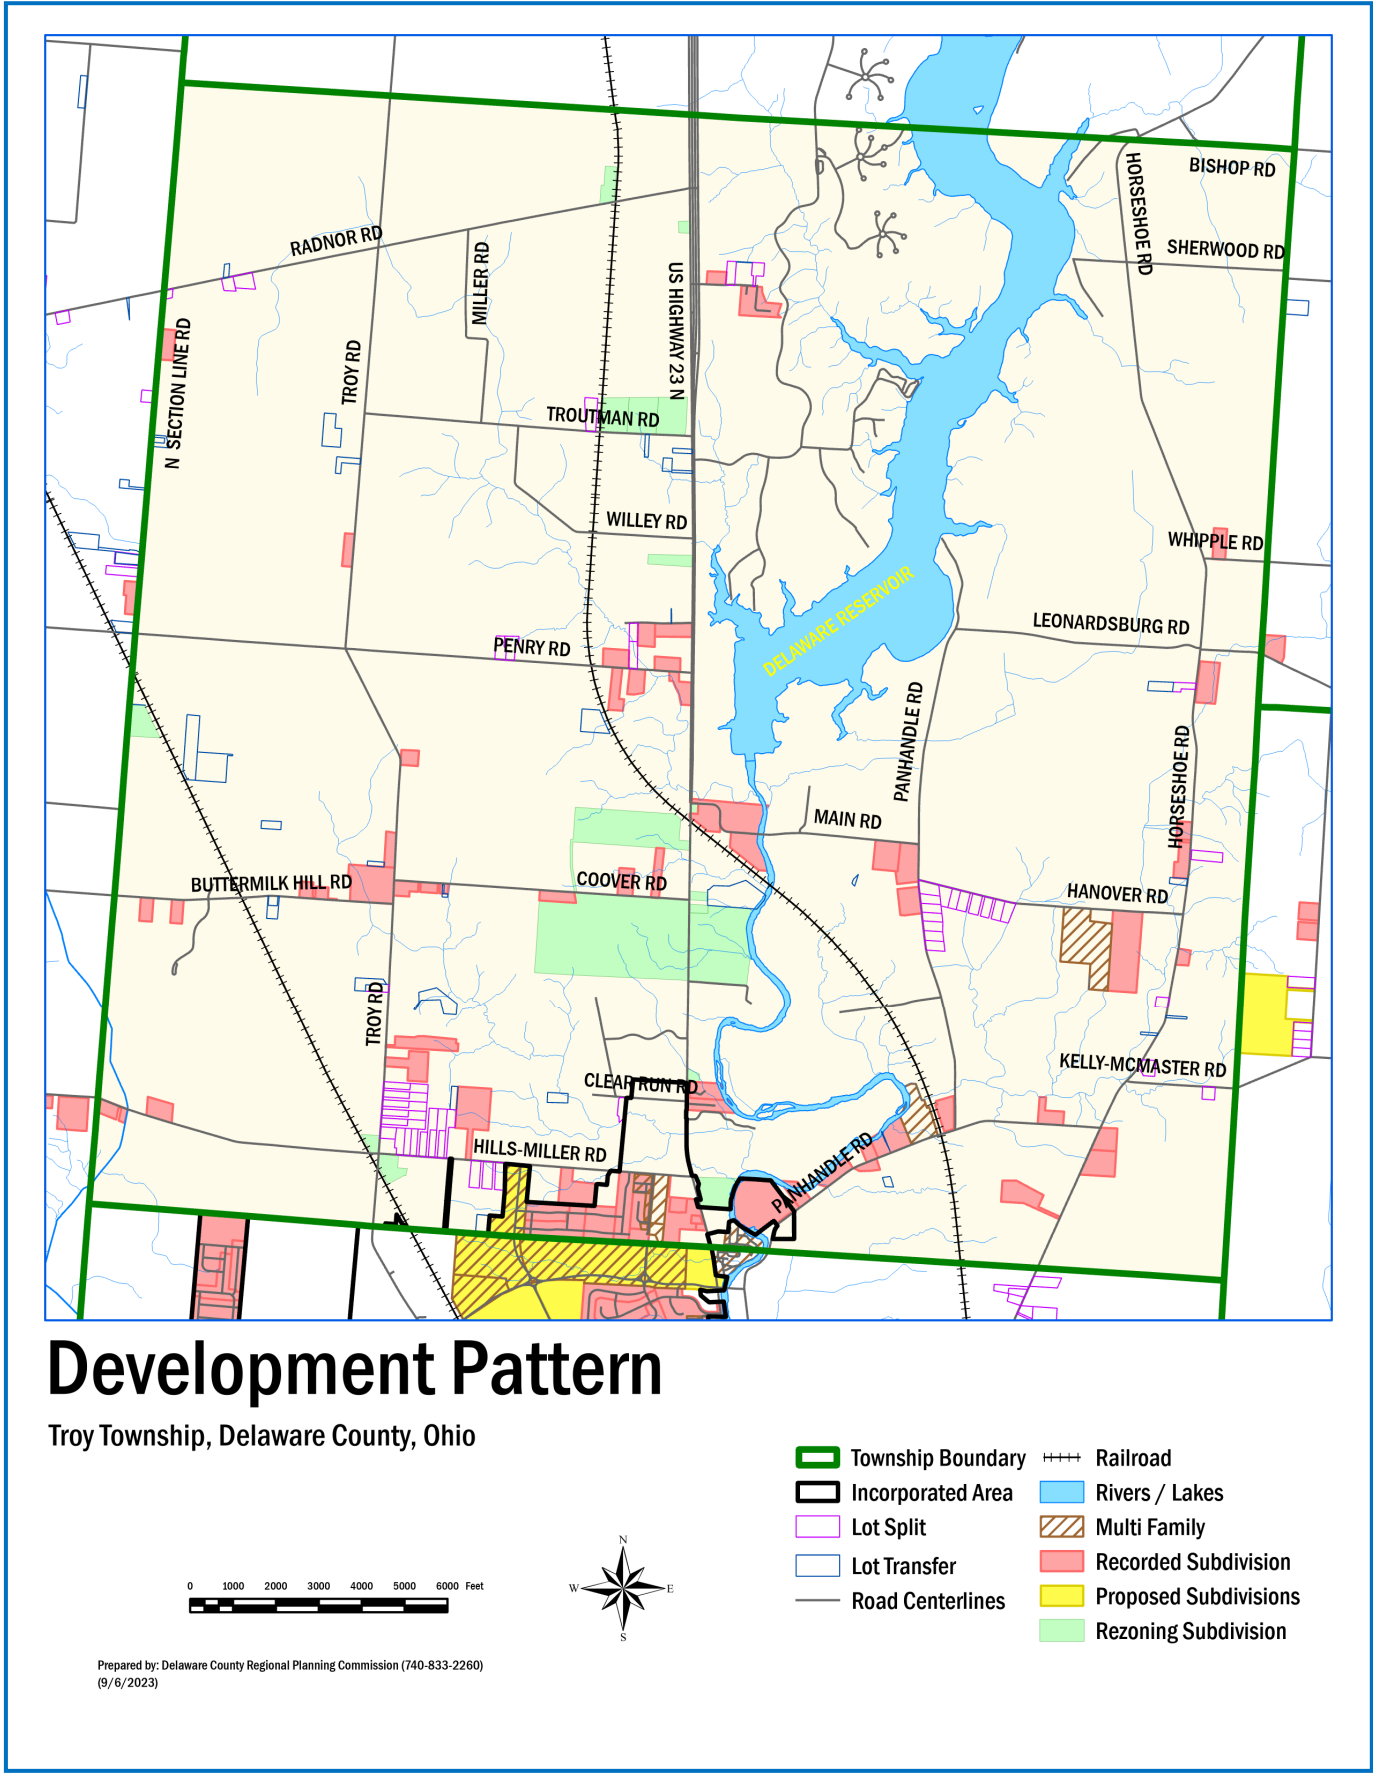 BISHOP RD
HORSESHOE RD
SHERWOOD RD
RADNOR RD
MILLER RD
US HIGHWAY 23 N
N SECTION LINE RD
TROY RD
TROUTMAN RD
WILLEY RD
WHIPPLE RD
DELAWARE RESERVOIR
LEONARDSBURG RD
PENRY RD
PANHANDLE RD
HORSESHOE RD
MAIN RD
BUTTERMILK HILL RD
COOVER RD
HANOVER RD
TROY RD
KELLY-MCMASTER RD
CLEAR RUN RD
HILLS-MILLER RD
PANHANDLE RD
Development Pattern
Troy Township, Delaware County, Ohio
Township Boundary
Incorporated Area
Lot Split
Lot Transfer
Road Centerlines
Railroad
Rivers / Lakes
Multi Family
Recorded Subdivision
Proposed Subdivisions
Rezoning Subdivision
0 1000 2000 3000 4000 5000 6000 Feet
N
W E
S
Prepared by: Delaware County Regional Planning Commission (740-833-2260)
(9/6/2023)